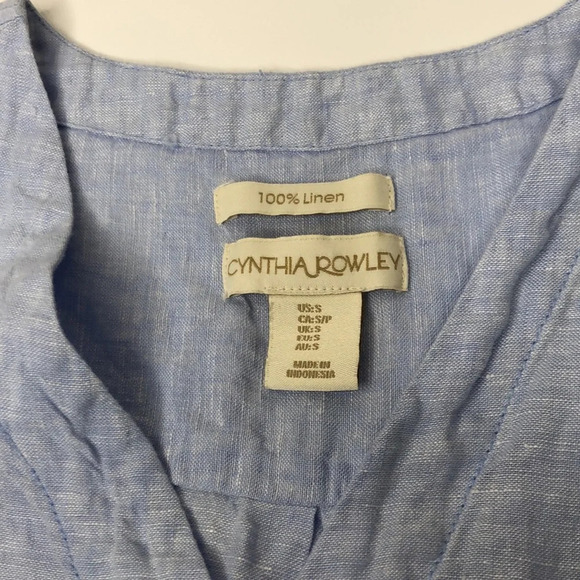 100% Linen
CYNTHIA ROWLEY
US:S
CA:S/P
UK:S
EU:S
AU:S
MADE IN
INDONESIA